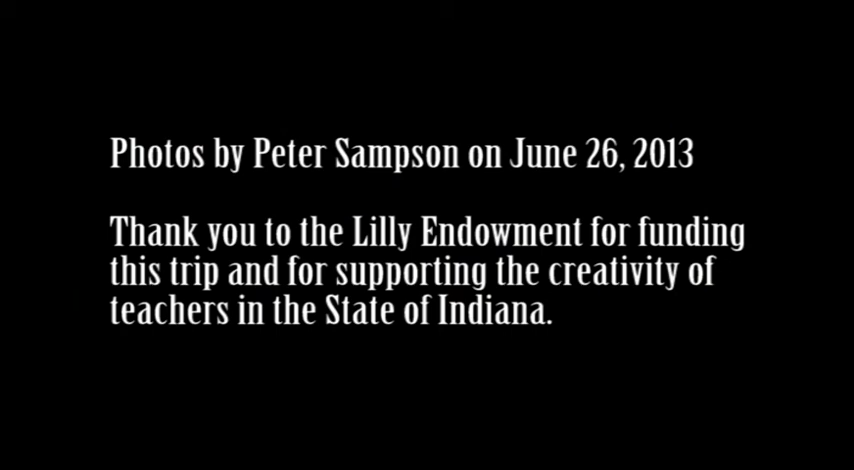 Photos by Peter Sampson on June 26, 2013
Thank you to the Lilly Endowment for funding
this trip and for supporting the creativity of
teachers in the State of Indiana.